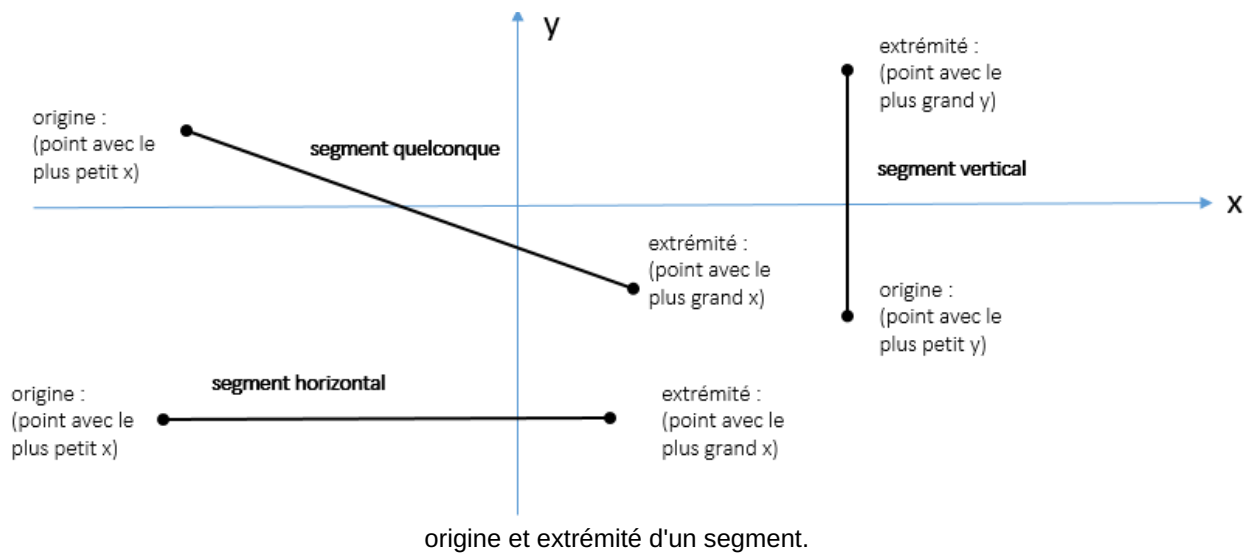 y
extrémité :
(point avec le
plus grand y)
origine :
(point avec le
plus petit x)
segment quelconque
segment vertical
x
extrémité :
(point avec le
plus grand x)
origine :
(point avec le
plus petit y)
segment horizontal
origine :
(point avec le
plus petit x)
extrémité :
(point avec le
plus grand x)
origine et extrémité d'un segment.